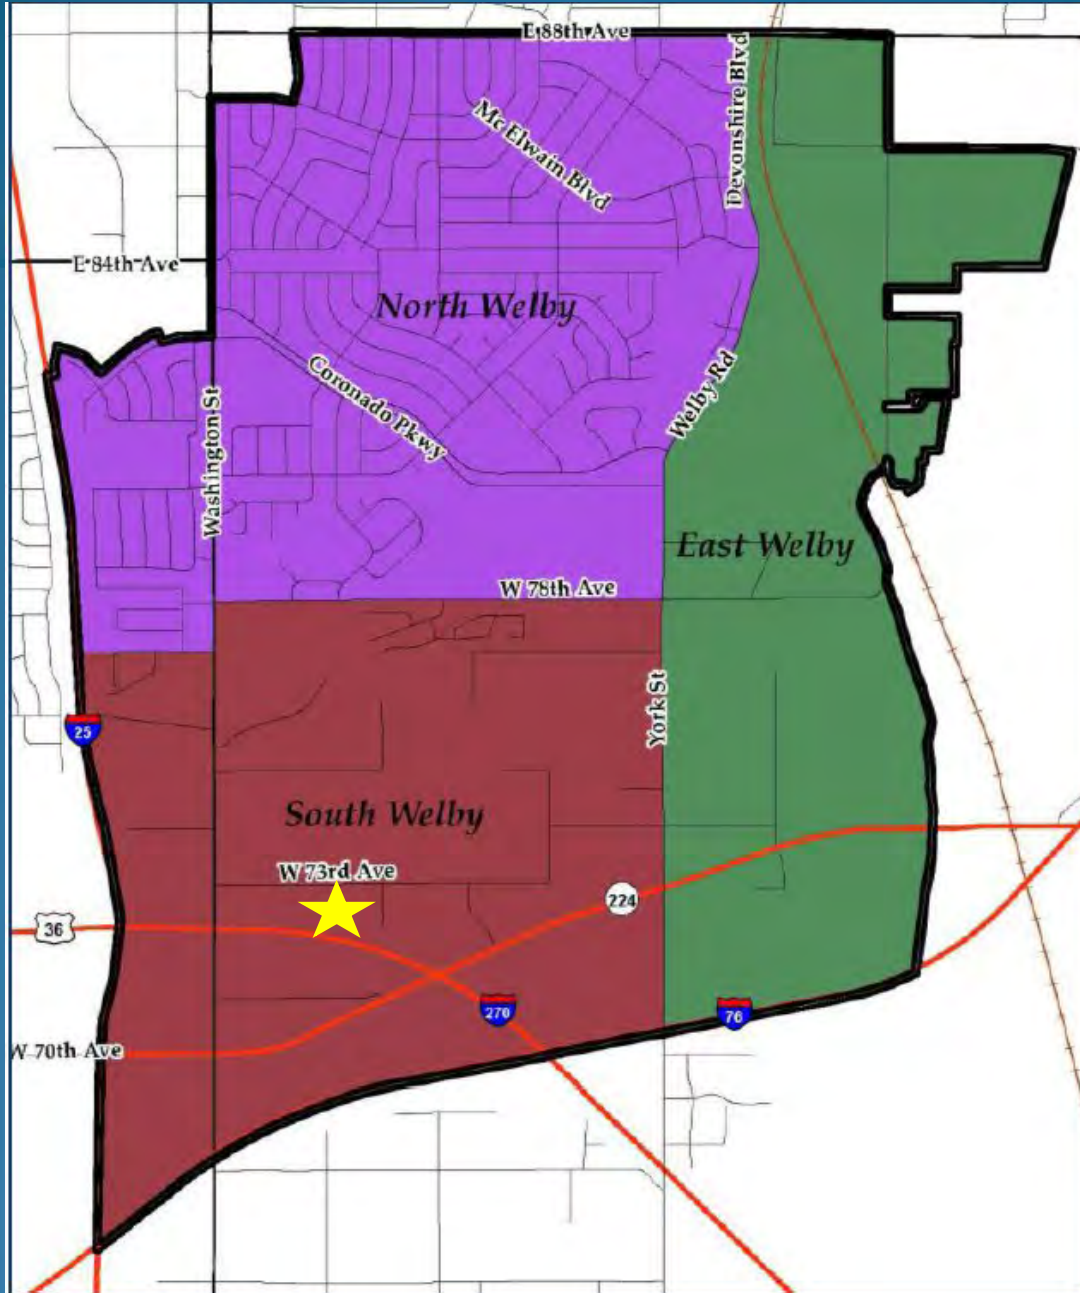 E 88th Ave
Devonshire Blvd
Mc Elwain Blvd
E 84th Ave
North Welby
Coronado Pkwy
Welby Rd
Washington St
East Welby
W 78th Ave
York St
25
South Welby
W 73rd Ave
224
36
270
76
W 70th Ave